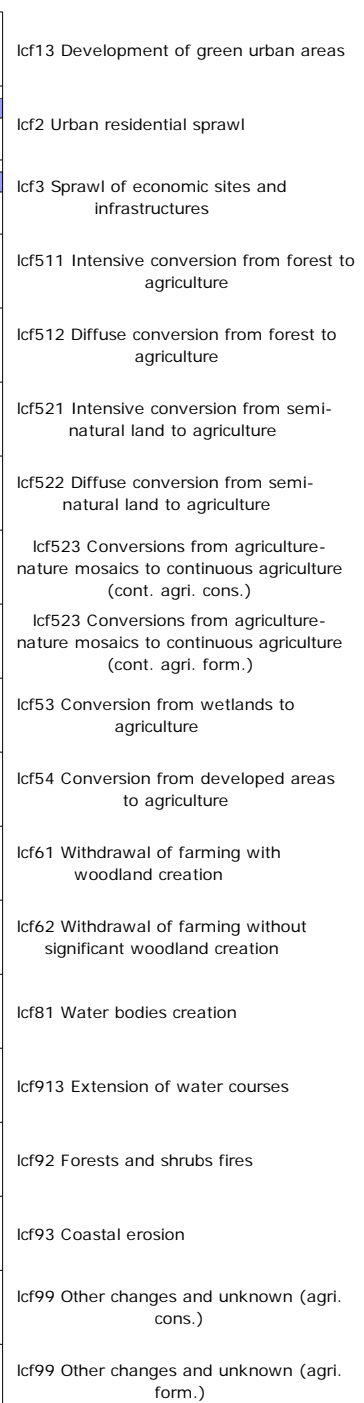 lcf13 Development of green urban areas
lcf2 Urban residential sprawl
lcf3 Sprawl of economic sites and
infrastructures
lcf511 Intensive conversion from forest to
agriculture
lcf512 Diffuse conversion from forest to
agriculture
lcf521 Intensive conversion from semi-
natural land to agriculture
lcf522 Diffuse conversion from semi-
natural land to agriculture
lcf523 Conversions from agriculture-
nature mosaics to continuous agriculture
(cont. agri. cons.)
lcf523 Conversions from agriculture-
nature mosaics to continuous agriculture
(cont. agri. form.)
lcf53 Conversion from wetlands to
agriculture
lcf54 Conversion from developed areas
to agriculture
lcf61 Withdrawal of farming with
woodland creation
lcf62 Withdrawal of farming without
significant woodland creation
lcf81 Water bodies creation
lcf913 Extension of water courses
lcf92 Forests and shrubs fires
lcf93 Coastal erosion
lcf99 Other changes and unknown (agri.
cons.)
lcf99 Other changes and unknown (agri.
form.)